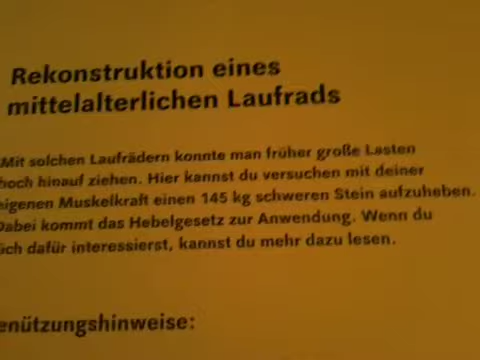 Rekonstruktion eines
mittelalterlichen Laufrads
Mit solchen Laufrädern konnte man früher große Lasten
hoch hinauf ziehen. Hier kannst du versuchen mit deiner
eigenen Muskelkraft einen 145 kg schweren Stein aufzuheben.
Dabei kommt das Hebelgesetz zur Anwendung. Wenn du
dich dafür interessierst, kannst du mehr dazu lesen.
enützungshinweise: